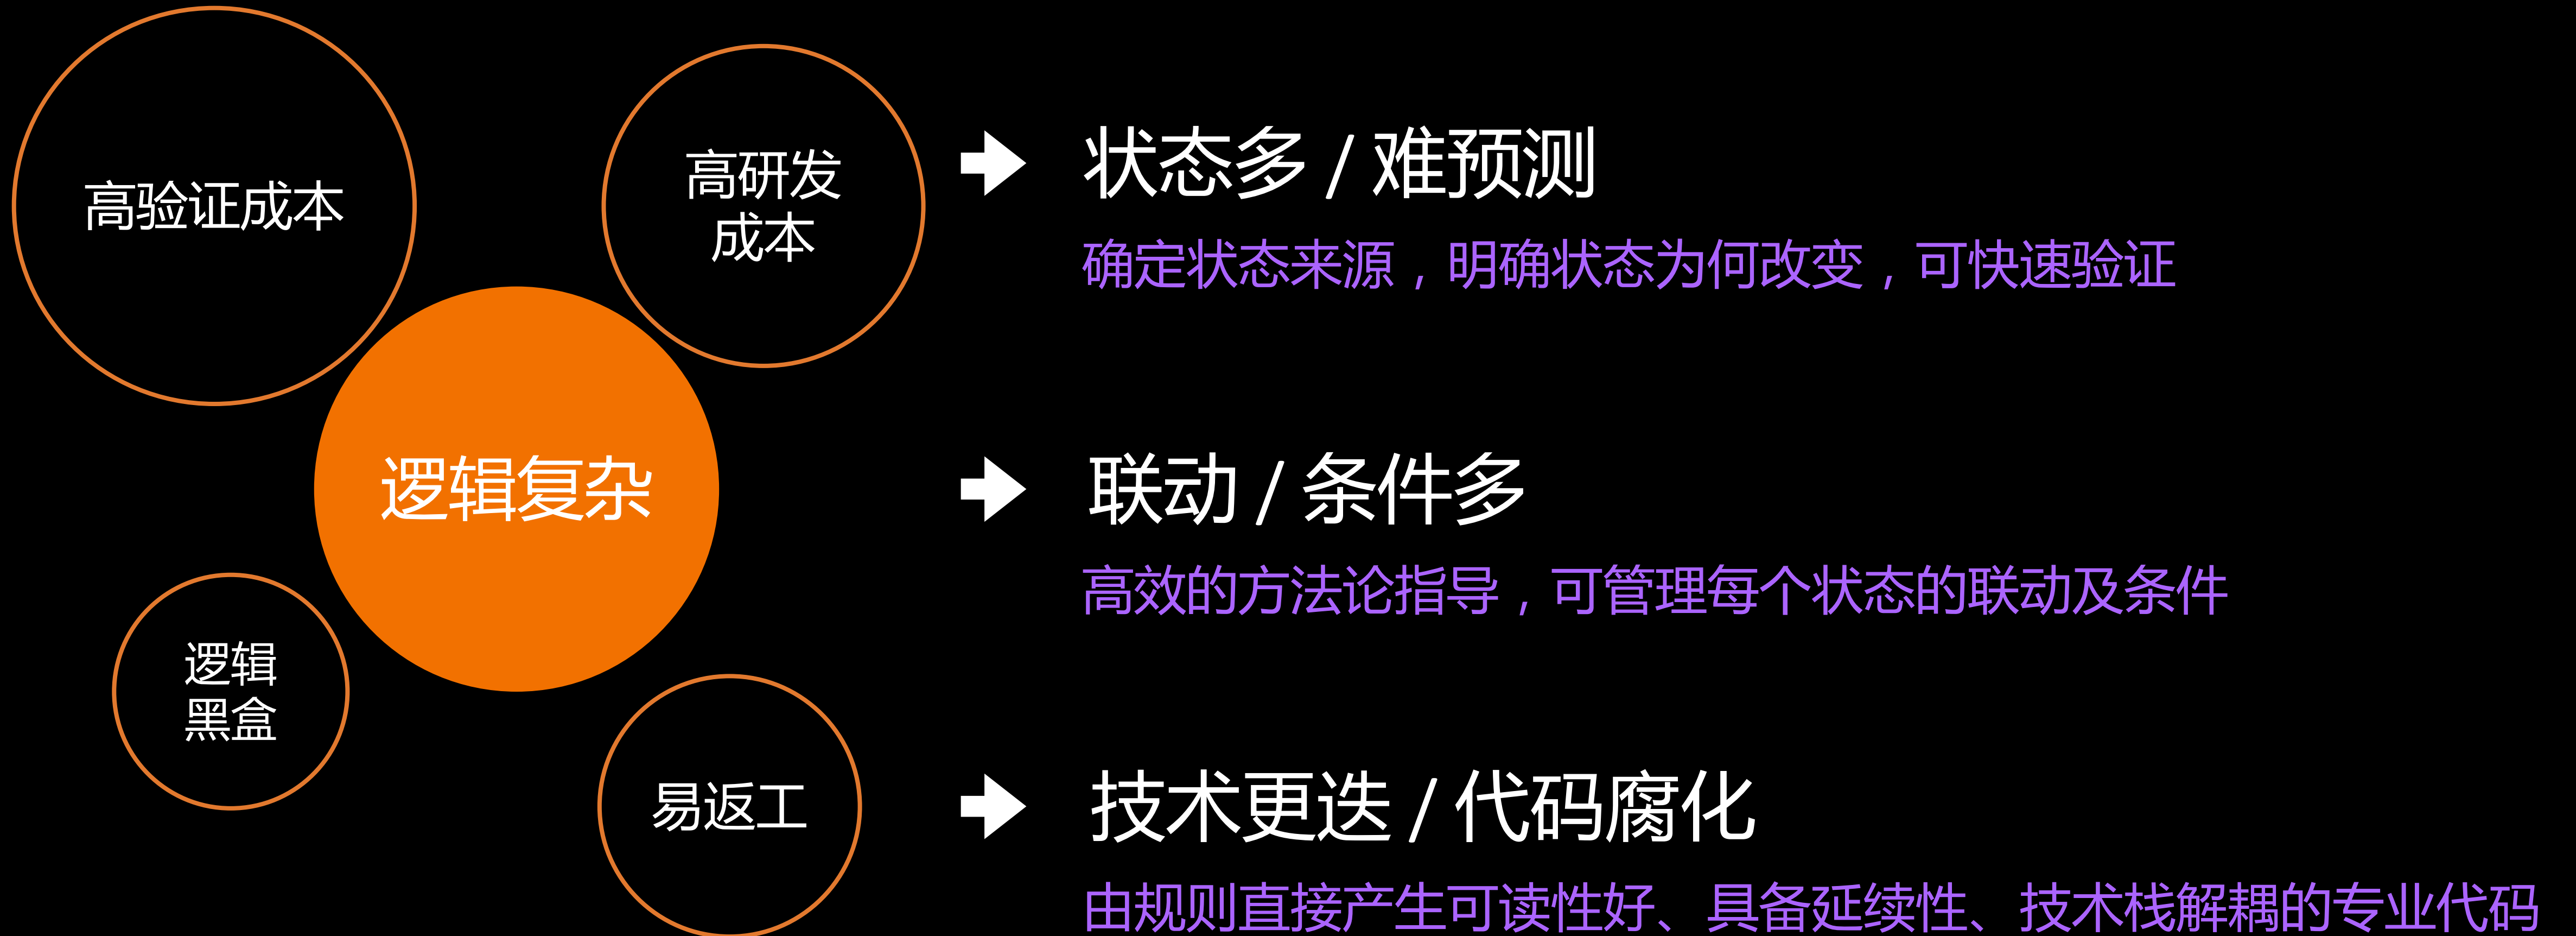 高验证成本
高研发
成本
逻辑复杂
逻辑
黑盒
易返工
状态多 / 难预测
确定状态来源，明确状态为何改变，可快速验证
联动 / 条件多
高效的方法论指导，可管理每个状态的联动及条件
技术更迭 / 代码腐化
由规则直接产生可读性好、具备延续性、技术栈解耦的专业代码